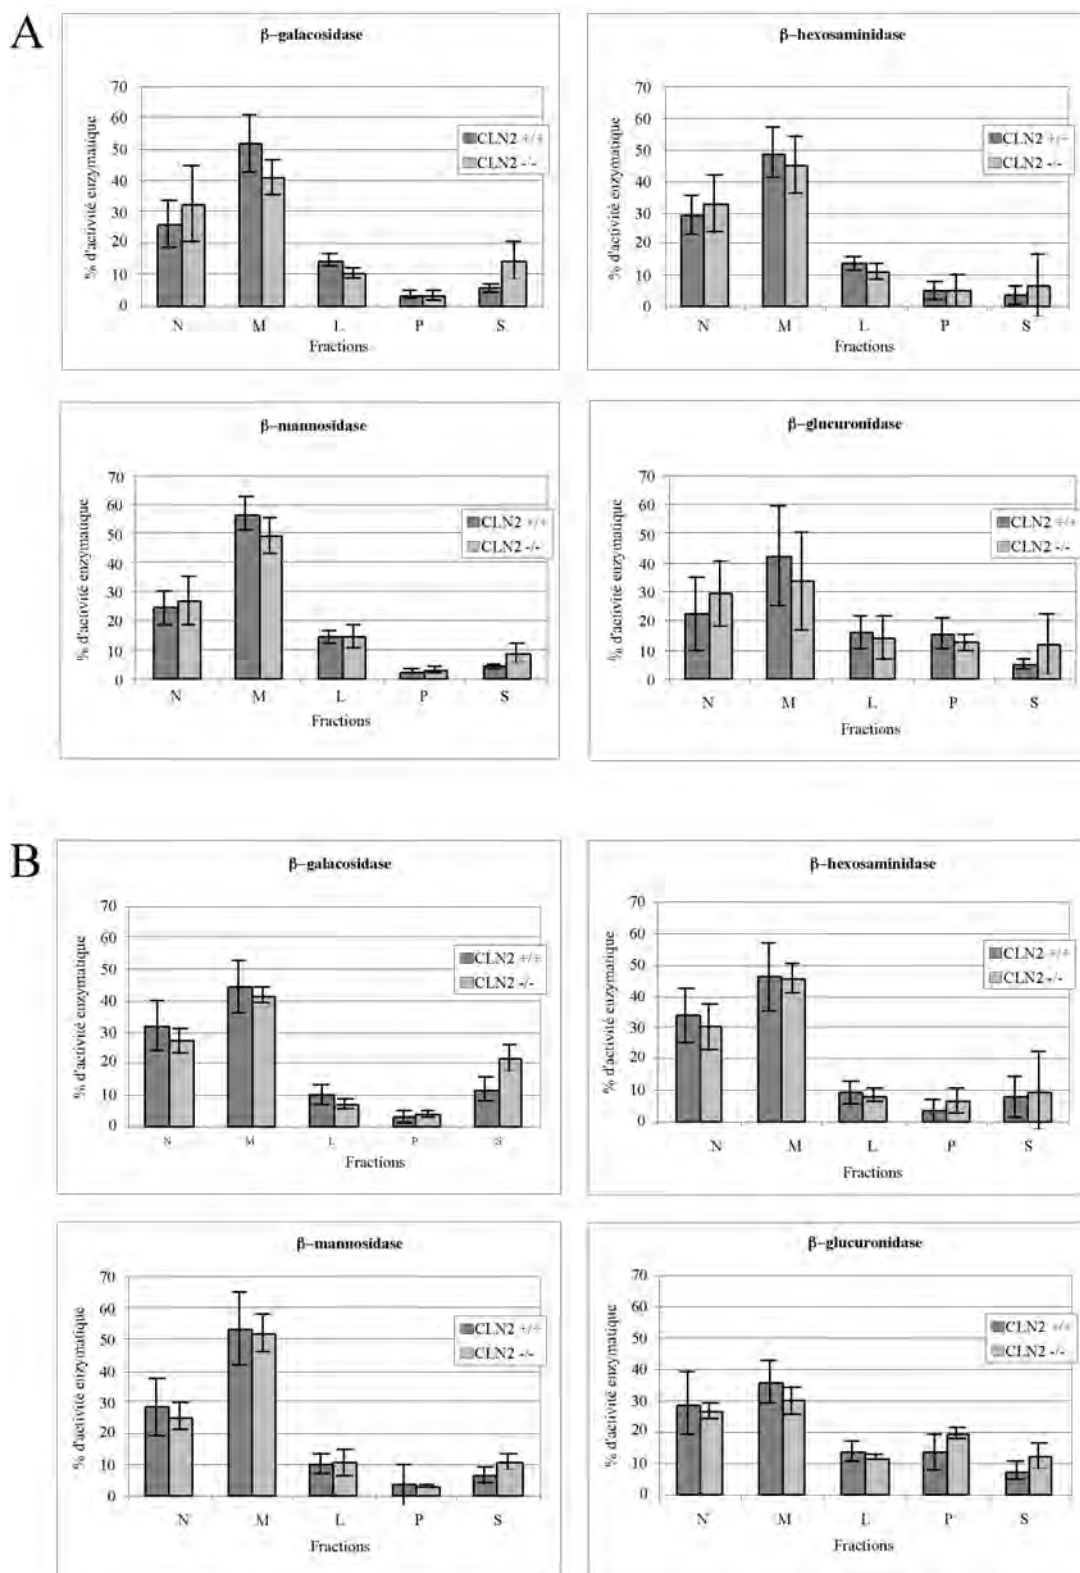 A
β-galacosidase
% d'activité enzymatique
70
60
50
40
30
20
10
0
CLN2 +/+
CLN2 -/-
N M L P S
Fractions
β-hexosaminidase
% d'activité enzymatique
70
60
50
40
30
20
10
0
CLN2 +/+
CLN2 -/-
N M L P S
Fractions
β-mannosidase
% d'activité enzymatique
70
60
50
40
30
20
10
0
CLN2 +/+
CLN2 -/-
N M L P S
Fractions
β-glucuronidase
% d'activité enzymatique
70
60
50
40
30
20
10
0
CLN2 +/+
CLN2 -/-
N M L P S
Fractions
B
β-galacosidase
% d'activité enzymatique
70
60
50
40
30
20
10
0
CLN2 +/+
CLN2 -/-
N M L P S
Fractions
β-hexosaminidase
% d'activité enzymatique
70
60
50
40
30
20
10
0
CLN2 +/+
CLN2 -/-
N M L P S
Fractions
β-mannosidase
% d'activité enzymatique
70
60
50
40
30
20
10
0
CLN2 +/+
CLN2 -/-
N M L P S
Fractions
β-glucuronidase
% d'activité enzymatique
70
60
50
40
30
20
10
0
CLN2 +/+
CLN2 -/-
N M L P S
Fractions